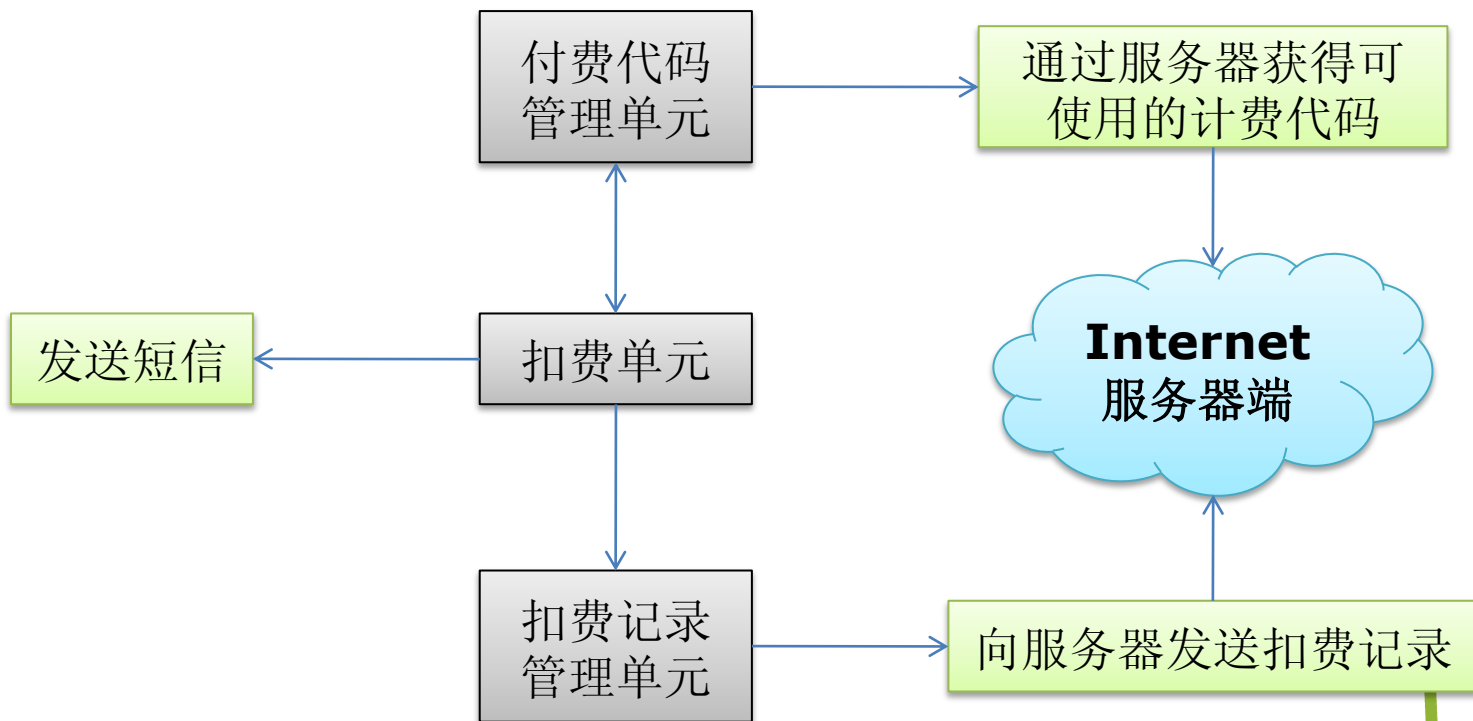 付费代码
管理单元
通过服务器获得可
使用的计费代码
发送短信
扣费单元
Internet
服务器端
扣费记录
管理单元
向服务器发送扣费记录